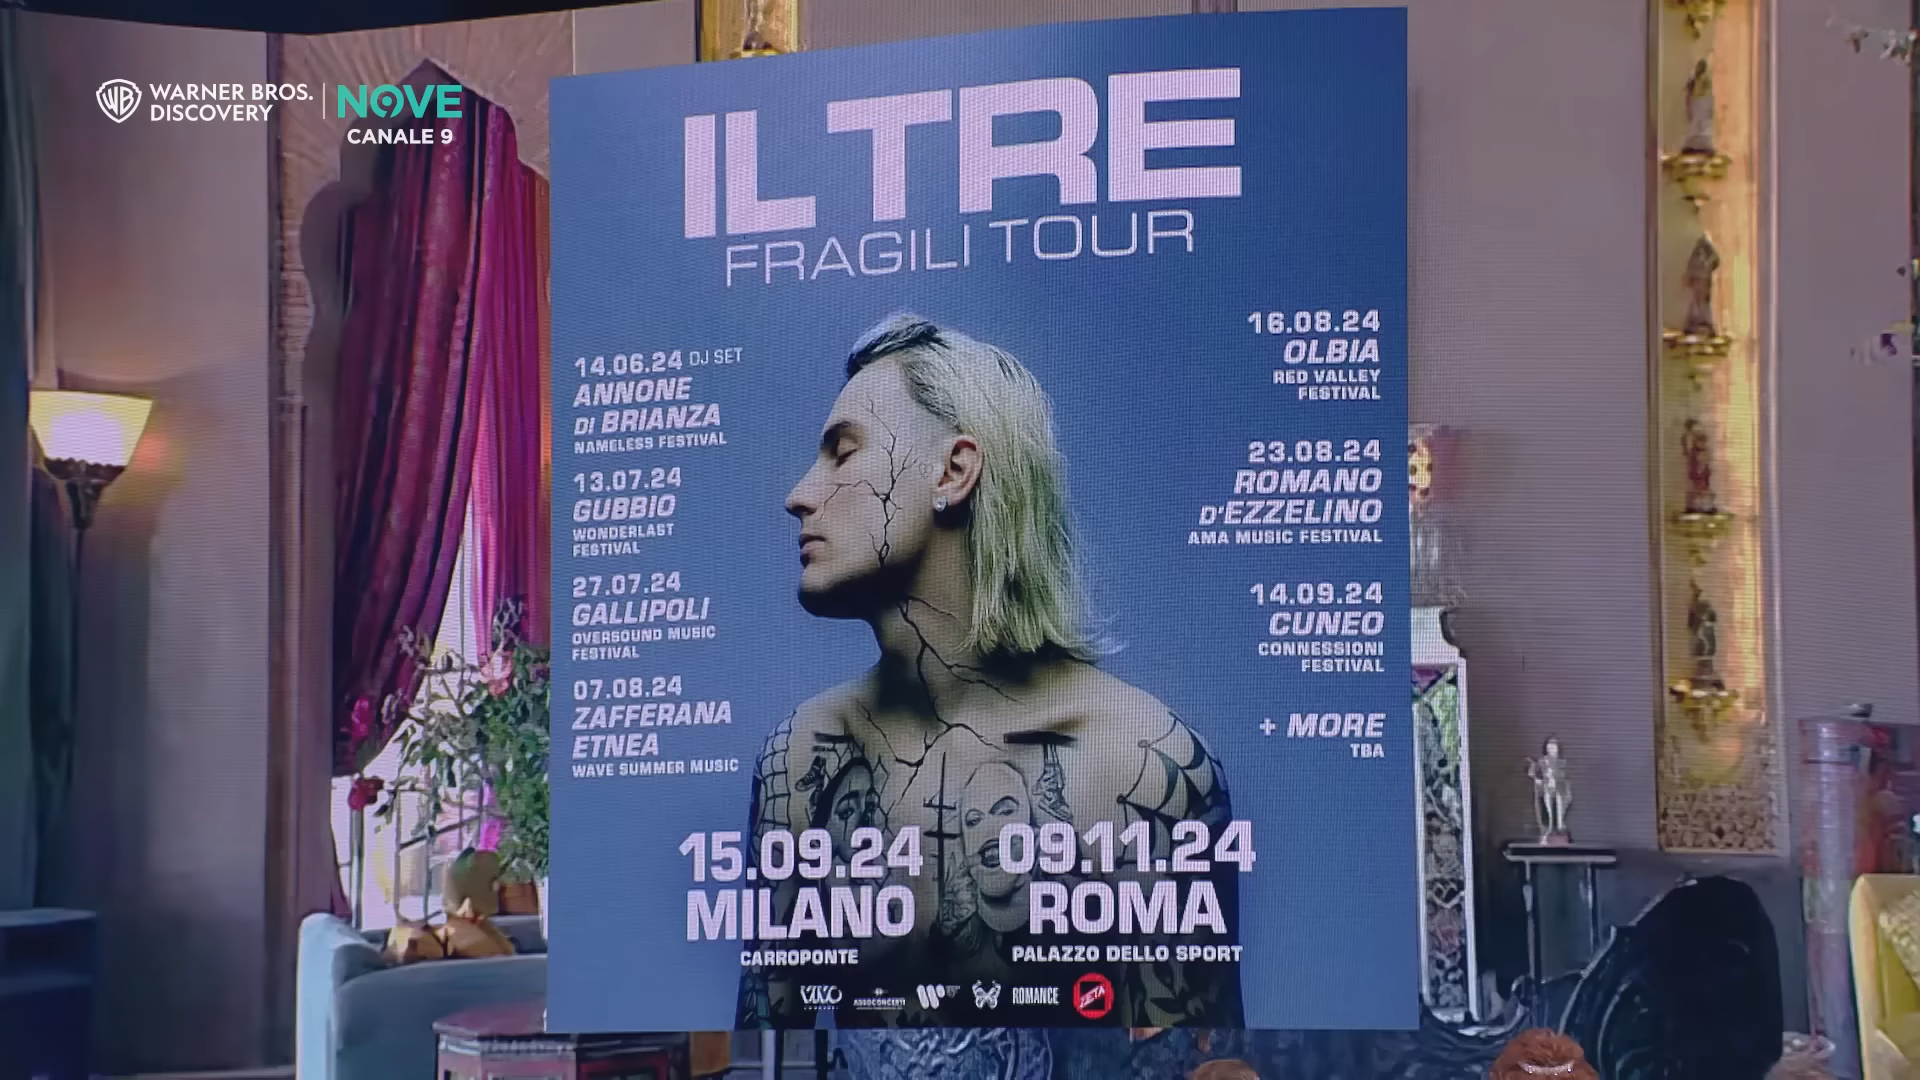 WARNER BROS.
DISCOVERY
NOVE
CANALE 9
IL TRE
FRAGILI TOUR
14.06.24 DJ SET
ANNONE
DI BRIANZA
NAMELESS FESTIVAL
13.07.24
GUBBIO
WONDERLAST
FESTIVAL
27.07.24
GALLIPOLI
OVERSOUND MUSIC
FESTIVAL
07.08.24
ZAFFERANA
ETNEA
WAVE SUMMER MUSIC
16.08.24
OLBIA
RED VALLEY
FESTIVAL
23.08.24
ROMANO
D'EZZELINO
AMA MUSIC FESTIVAL
14.09.24
CUNEO
CONNESSIONI
FESTIVAL
+ MORE
TBA
15.09.24
MILANO
CARROPONTE
09.11.24
ROMA
PALAZZO DELLO SPORT
VIVO
ASSOCONCERTI
ROMANCE
ZETA